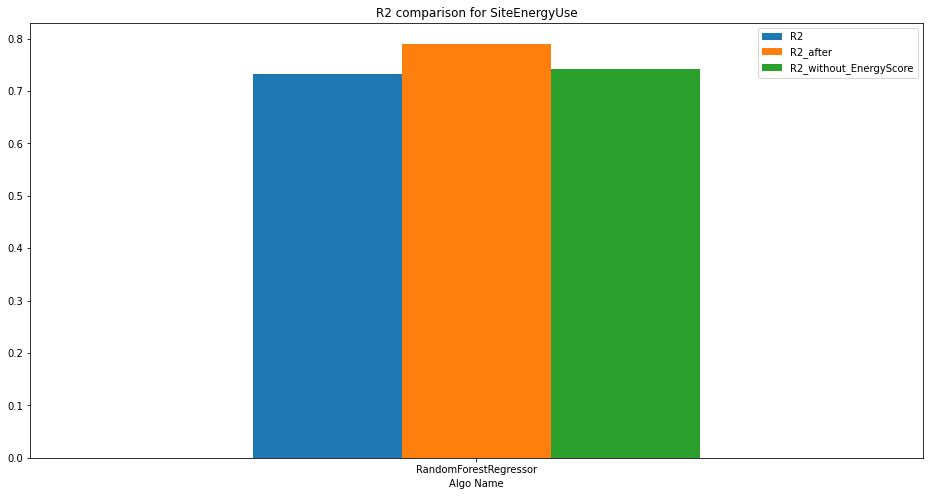 R2 comparison for SiteEnergyUse
R2
R2_after
R2_without_EnergyScore
0.8
0.7
0.6
0.5
0.4
0.3
0.2
0.1
0.0
RandomForestRegressor
Algo Name